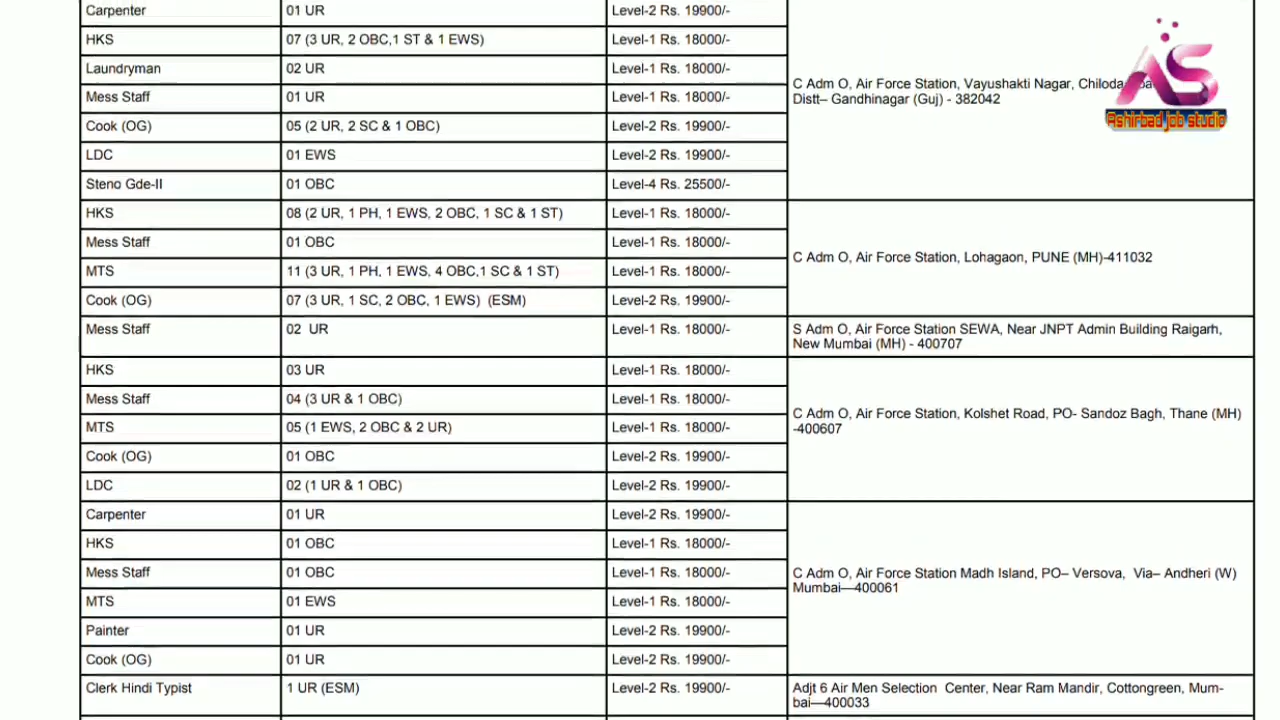 Carpenter 01 UR Level-2 Rs. 19900/-
HKS 07 (3 UR, 2 OBC,1 ST & 1 EWS) Level-1 Rs. 18000/-
Laundryman 02 UR Level-1 Rs. 18000/-
C Adm O, Air Force Station, Vayushakti Nagar, Chiloda
Distt– Gandhinagar (Guj) - 382042
Mess Staff 01 UR Level-1 Rs. 18000/-
Cook (OG) 05 (2 UR, 2 SC & 1 OBC) Level-2 Rs. 19900/-
LDC 01 EWS Level-2 Rs. 19900/-
Steno Gde-II 01 OBC Level-4 Rs. 25500/-
AS
Ashirbad job studio
HKS 08 (2 UR, 1 PH, 1 EWS, 2 OBC, 1 SC & 1 ST) Level-1 Rs. 18000/-
Mess Staff 01 OBC Level-1 Rs. 18000/-
C Adm O, Air Force Station, Lohagaon, PUNE (MH)-411032
MTS 11 (3 UR, 1 PH, 1 EWS, 4 OBC,1 SC & 1 ST) Level-1 Rs. 18000/-
Cook (OG) 07 (3 UR, 1 SC, 2 OBC, 1 EWS) (ESM) Level-2 Rs. 19900/-
Mess Staff 02 UR Level-1 Rs. 18000/- S Adm O, Air Force Station SEWA, Near JNPT Admin Building Raigarh,
New Mumbai (MH) - 400707
HKS 03 UR Level-1 Rs. 18000/-
Mess Staff 04 (3 UR & 1 OBC) Level-1 Rs. 18000/-
C Adm O, Air Force Station, Kolshet Road, PO- Sandoz Bagh, Thane (MH)
-400607
MTS 05 (1 EWS, 2 OBC & 2 UR) Level-1 Rs. 18000/-
Cook (OG) 01 OBC Level-2 Rs. 19900/-
LDC 02 (1 UR & 1 OBC) Level-2 Rs. 19900/-
Carpenter 01 UR Level-2 Rs. 19900/-
HKS 01 OBC Level-1 Rs. 18000/-
Mess Staff 01 OBC Level-1 Rs. 18000/- C Adm O, Air Force Station Madh Island, PO– Versova, Via– Andheri (W)
Mumbai—400061
MTS 01 EWS Level-1 Rs. 18000/-
Painter 01 UR Level-2 Rs. 19900/-
Cook (OG) 01 UR Level-2 Rs. 19900/-
Clerk Hindi Typist 1 UR (ESM) Level-2 Rs. 19900/- Adjt 6 Air Men Selection Center, Near Ram Mandir, Cottongreen, Mum-
bai—400033